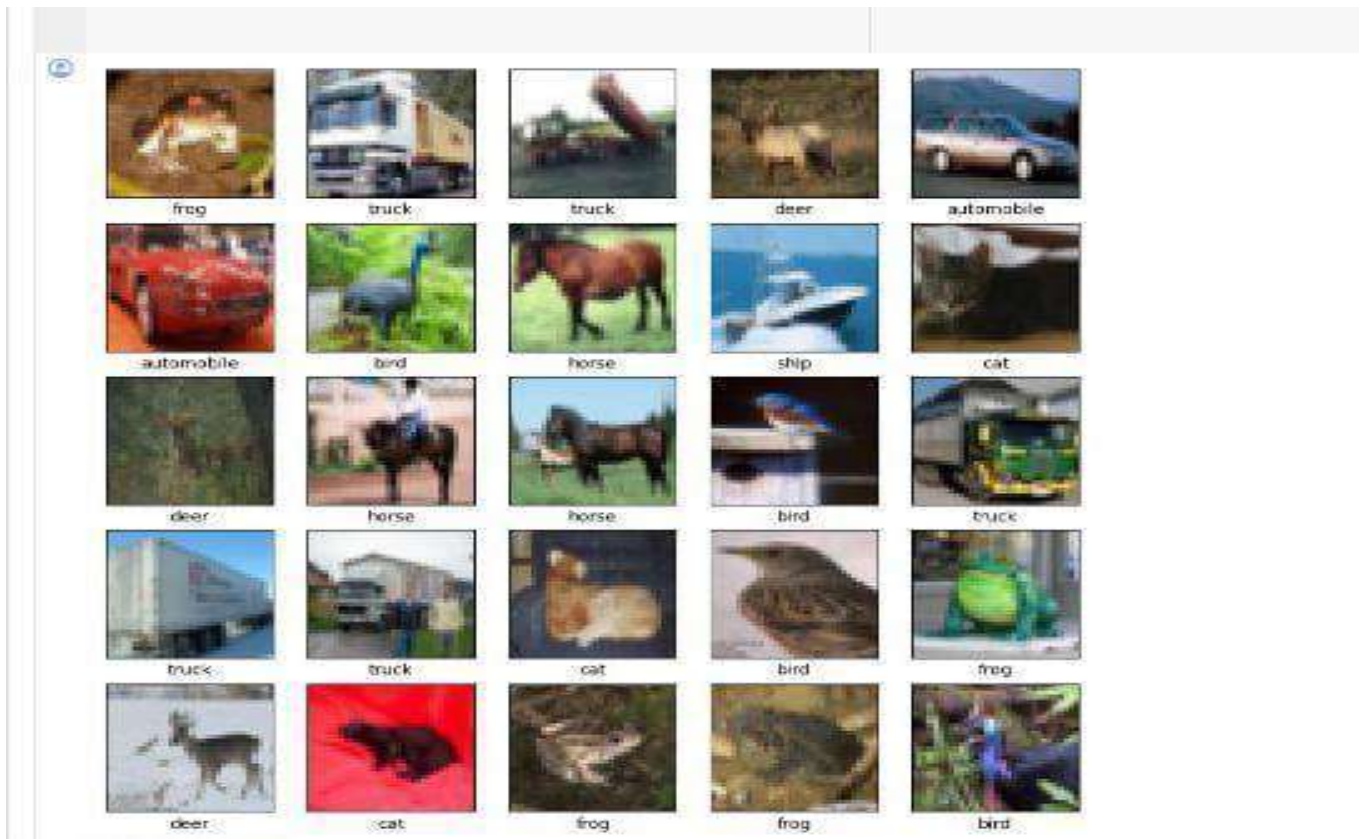 frog truck truck deer automobile
automobile bird horse ship cat
deer horse horse bird truck
truck truck cat bird frog
deer cat frog frog bird